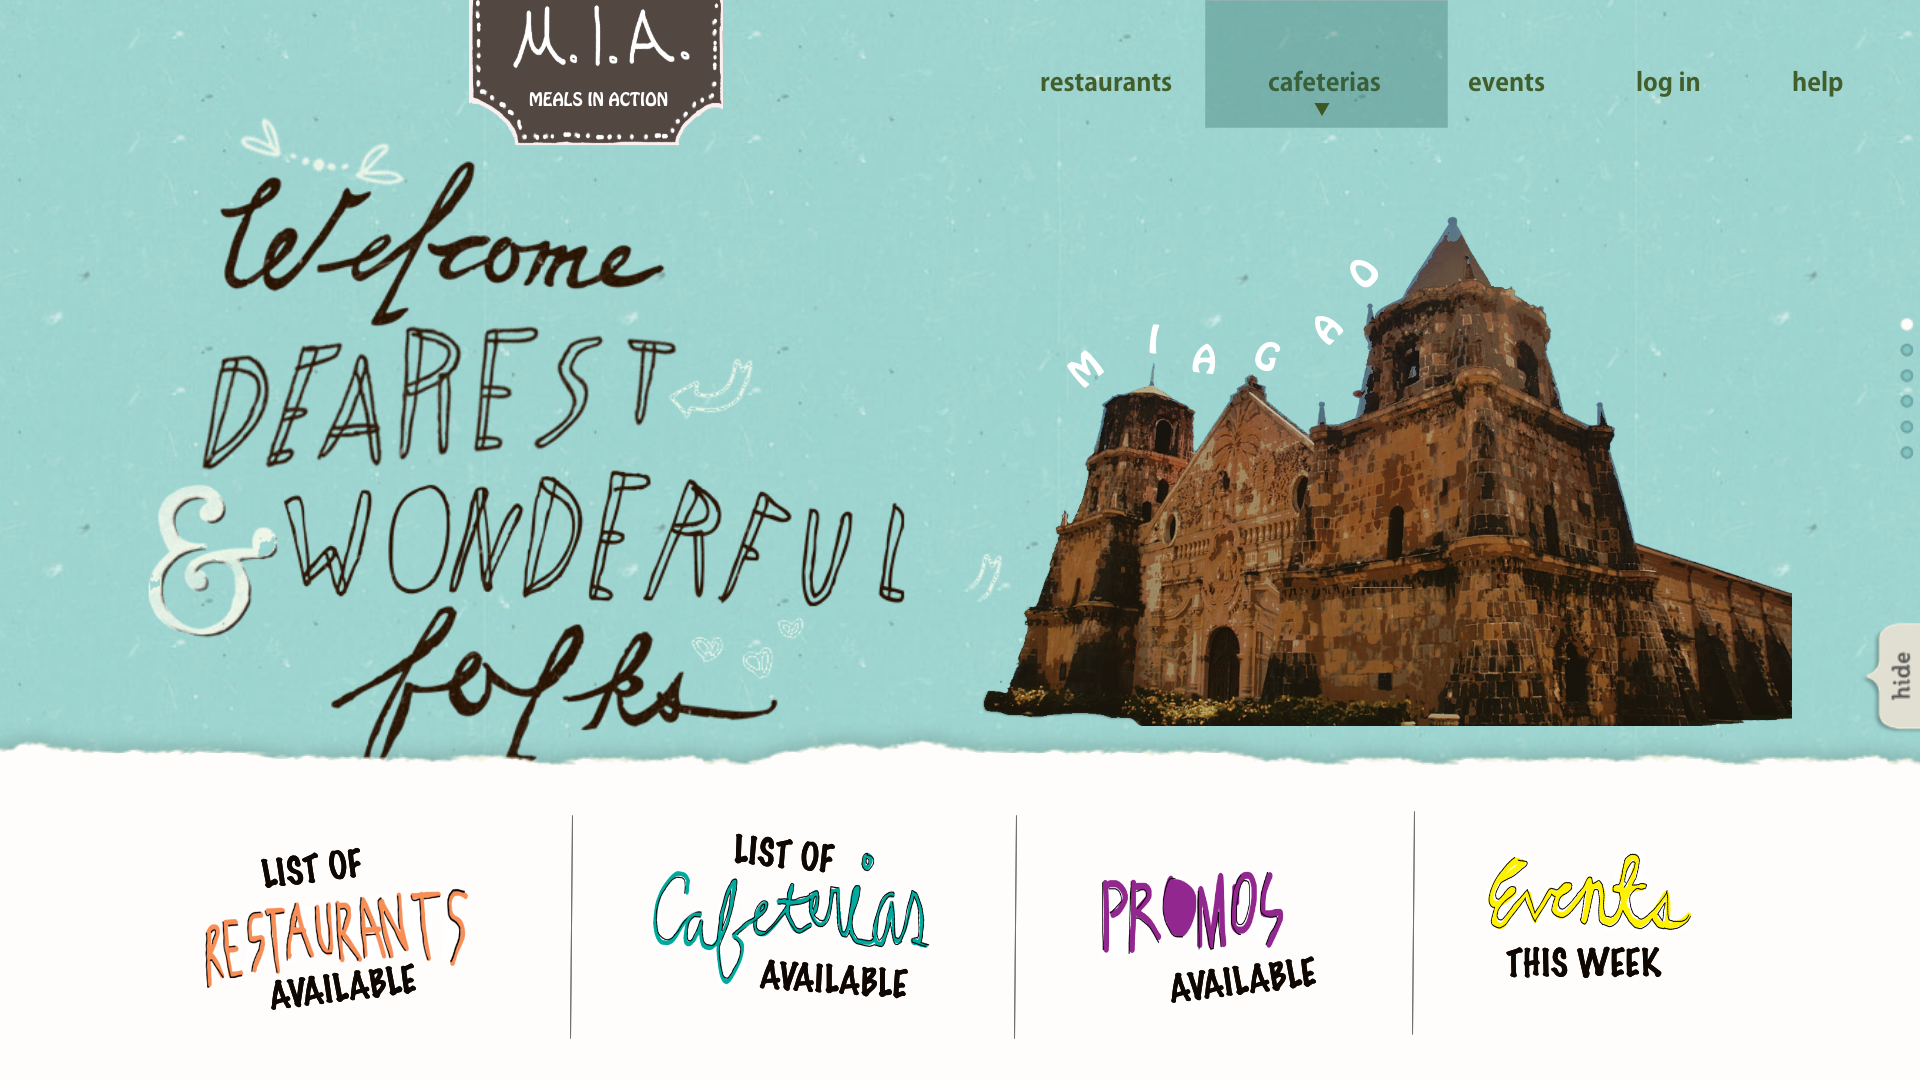 M.I.A.
MEALS IN ACTION
restaurants cafeterias events log in help
Welcome
DEAREST
& WONDERFUL
folks
MIAGAO
hide
LIST OF
RESTAURANTS
AVAILABLE
LIST OF
Cafeterias
AVAILABLE
PROMOS
AVAILABLE
Events
THIS WEEK